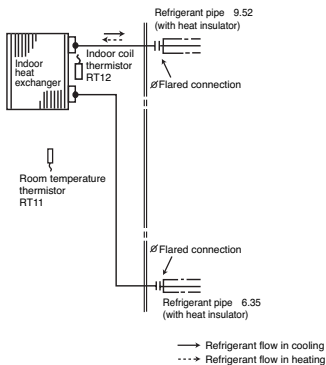 Refrigerant pipe 9.52
(with heat insulator)
Indoor
heat
exchanger
Indoor coil
thermistor
RT12
⌀Flared connection
Room temperature
thermistor
RT11
⌀Flared connection
Refrigerant pipe 6.35
(with heat insulator)
Refrigerant flow in cooling
Refrigerant flow in heating